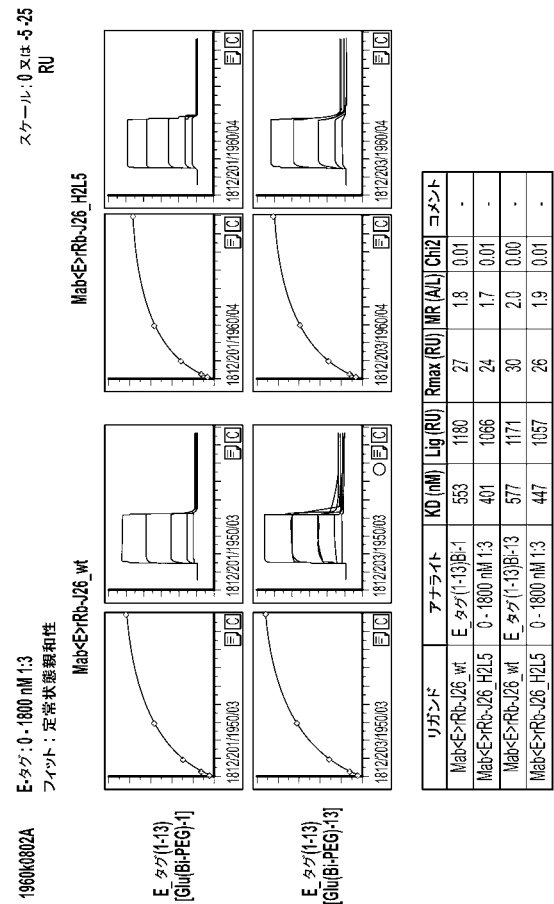 1960k0802A
E-タグ : 0 - 1800 nM 1:3
フィット : 定常状態親和性
スケール : 0 又は -5 -25
RU
Mab<E>rRb-J26_wt
Mab<E>rRb-J26_H2L5
E_タグ(1-13)
[Glu(Bi-PEG)-1]
1812/201/1950/03
C
1812/201/1950/03
C
1812/201/1960/04
C
1812/201/1960/04
C
E_タグ(1-13)
[Glu(Bi-PEG)-13]
1812/203/1950/03
C
1812/203/1950/03
C
1812/203/1960/04
C
1812/203/1960/04
C
リガンド アナライト KD (nM) Lig (RU) Rmax (RU) MR (A/L) Chi2 コメント
Mab<E>rRb-J26_wt E_タグ(1-13)Bi-1 553 1180 27 1.8 0.01 -
Mab<E>rRb-J26_H2L5 0 - 1800 nM 1:3 401 1066 24 1.7 0.01 -
Mab<E>rRb-J26_wt E_タグ(1-13)Bi-13 577 1171 30 2.0 0.00 -
Mab<E>rRb-J26_H2L5 0 - 1800 nM 1:3 447 1057 26 1.9 0.01 -